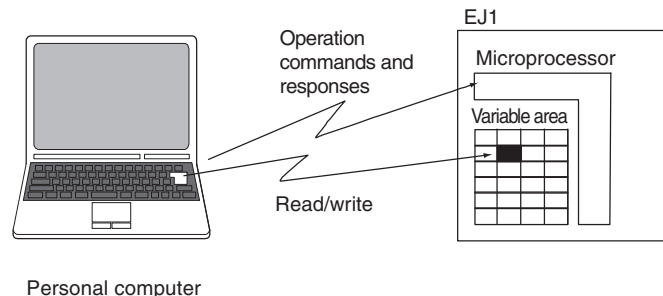 EJ1
Operation
commands and
responses
Microprocessor
Variable area
Read/write
Personal computer